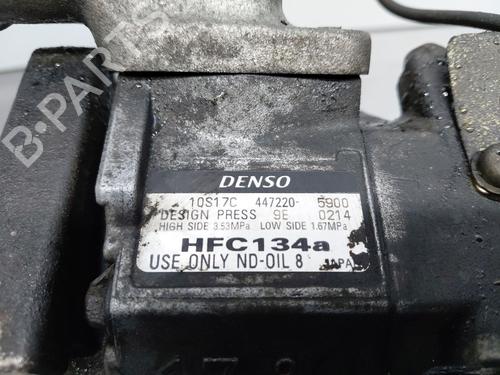 B-PARTS
DENSO
10S17C 447220-5900
DESIGN PRESS 9E 0214
HIGH SIDE 3.53MPa LOW SIDE 1.67MPa
HFC134a
USE ONLY ND-OIL 8 JAPAN